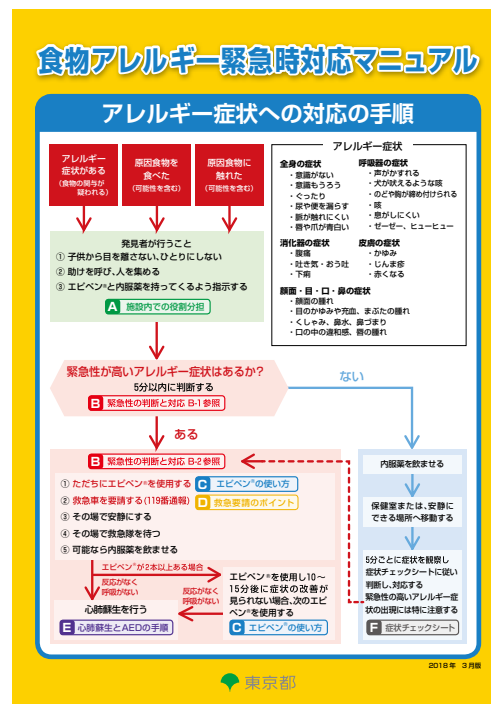 食物アレルギー緊急時対応マニュアル
アレルギー症状への対応の手順
アレルギー
症状がある
(食物の関与が
疑われる)
原因食物を
食べた
(可能性を含む)
原因食物に
触れた
(可能性を含む)
アレルギー症状
全身の症状
・意識がない
・意識もうろう
・ぐったり
・尿や便を漏らす
・脈が触れにくい
・唇や爪が青白い
呼吸器の症状
・声がかすれる
・犬が吠えるような咳
・のどや胸が締め付けられる
・咳
・息がしにくい
・ゼーゼー、ヒューヒュー
消化器の症状
・腹痛
・吐き気・おう吐
・下痢
皮膚の症状
・かゆみ
・じんま疹
・赤くなる
顔面・目・口・鼻の症状
・顔面の腫れ
・目のかゆみや充血、まぶたの腫れ
・くしゃみ、鼻水、鼻づまり
・口の中の違和感、唇の腫れ
発見者が行うこと
① 子供から目を離さない、ひとりにしない
② 助けを呼び、人を集める
③ エピペン®と内服薬を持ってくるよう指示する
A 施設内での役割分担
緊急性が高いアレルギー症状はあるか?
5分以内に判断する
B 緊急性の判断と対応 B-1参照
ない
ある
B 緊急性の判断と対応 B-2参照
① ただちにエピペン®を使用する C エピペン®の使い方
② 救急車を要請する(119番通報) D 救急要請のポイント
③ その場で安静にする
④ その場で救急隊を待つ
⑤ 可能なら内服薬を飲ませる
エピペン®が2本以上ある場合
反応がなく
呼吸がない
反応がなく
呼吸がない
心肺蘇生を行う
E 心肺蘇生とAEDの手順
エピペン®を使用し10〜
15分後に症状の改善が
見られない場合、次のエピ
ペン®を使用する
C エピペン®の使い方
内服薬を飲ませる
保健室または、安静に
できる場所へ移動する
5分ごとに症状を観察し
症状チェックシートに従い
判断し、対応する
緊急性の高いアレルギー症
状の出現には特に注意する
F 症状チェックシート
2018年 3月版
東京都